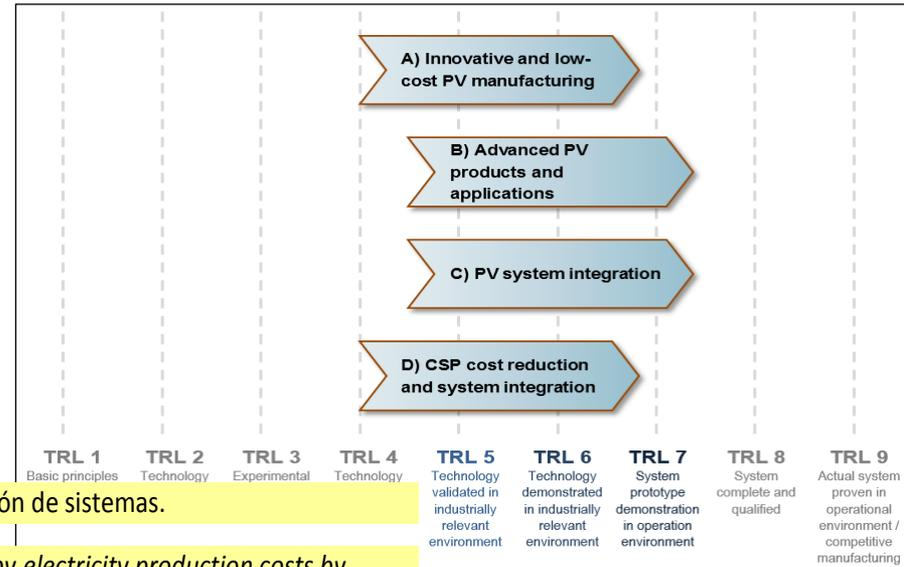 A) Innovative and low-
cost PV manufacturing
B) Advanced PV
products and
applications
C) PV system integration
D) CSP cost reduction
and system integration
TRL 1
Basic principles
TRL 2
Technology
TRL 3
Experimental
TRL 4
Technology
TRL 5
Technology
validated in
industrially
relevant
environment
TRL 6
Technology
demonstrated
in industrially
relevant
environment
TRL 7
System
prototype
demonstration
in operation
environment
TRL 8
System
complete and
qualified
TRL 9
Actual system
proven in
operational
environment /
competitive
manufacturing
ón de sistemas.
electricity production costs by